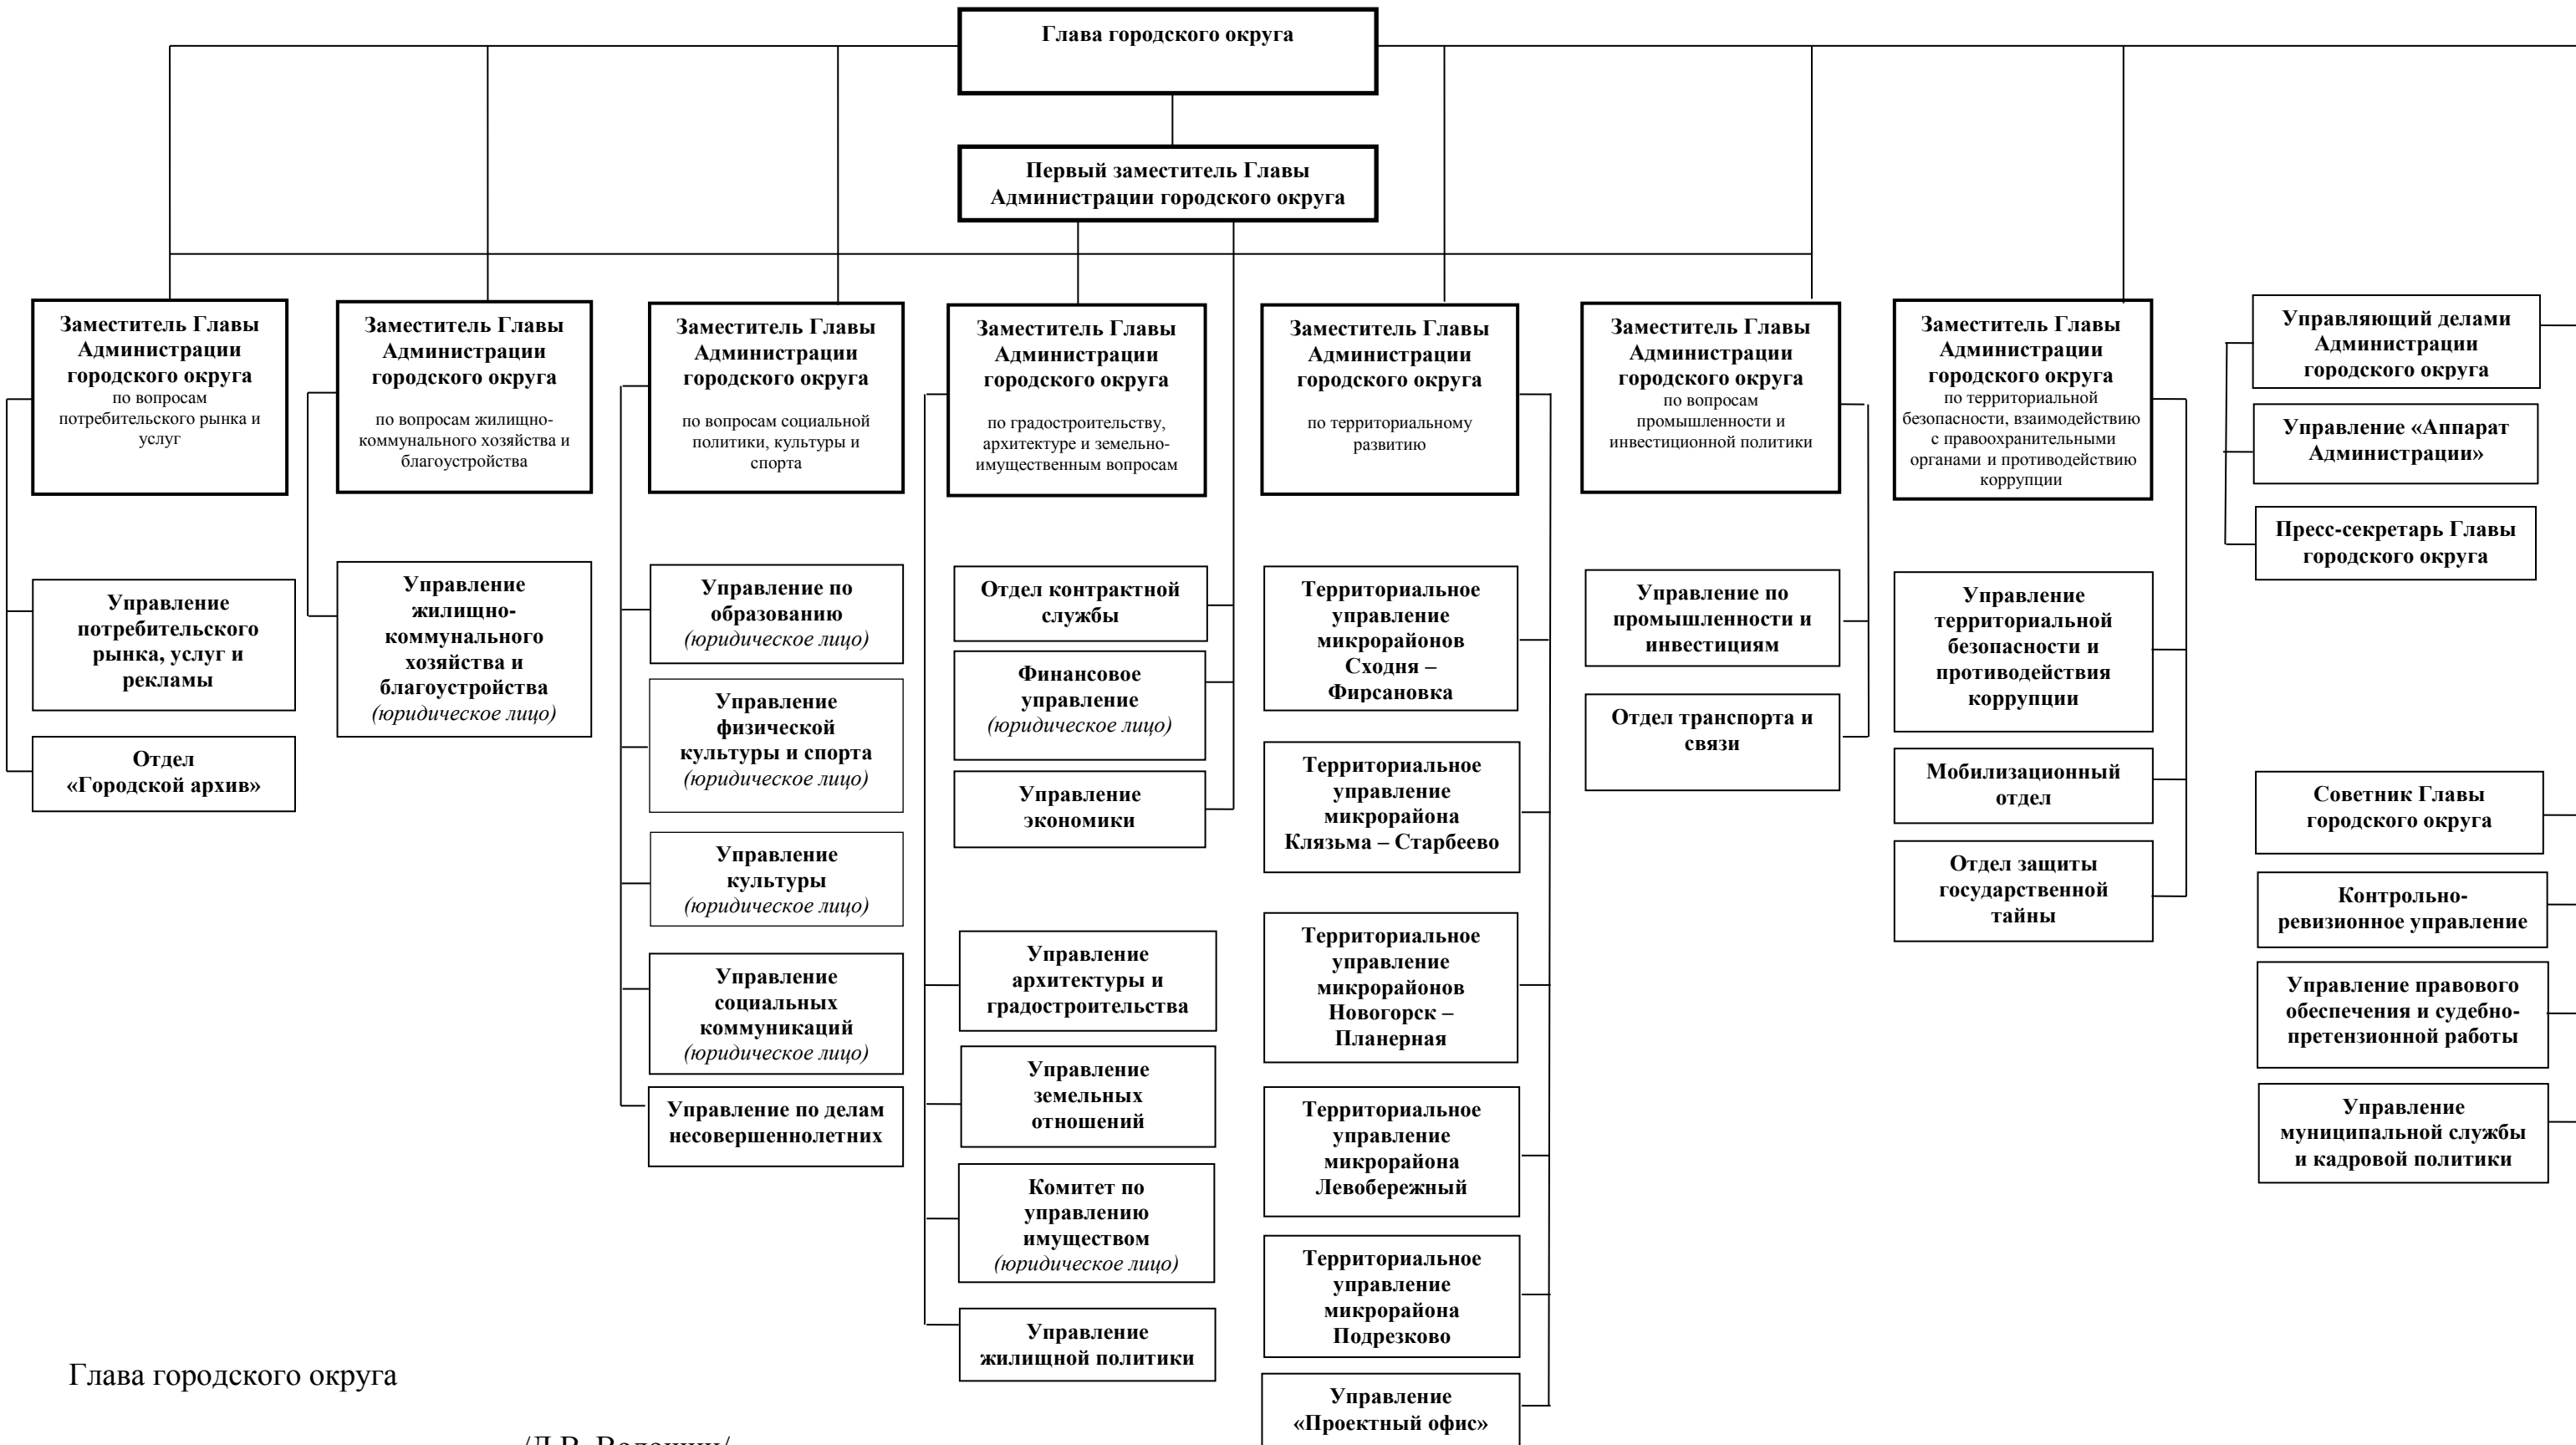 Глава городского округа
Первый заместитель Главы
Администрации городского округа
Заместитель Главы
Администрации
городского округа
по вопросам
потребительского рынка и
услуг
Управление
потребительского
рынка, услуг и
рекламы
Отдел
«Городской архив»
Заместитель Главы
Администрации
городского округа
по вопросам жилищно-
коммунального хозяйства и
благоустройства
Управление
жилищно-
коммунального
хозяйства и
благоустройства
(юридическое лицо)
Заместитель Главы
Администрации
городского округа
по вопросам социальной
политики, культуры и
спорта
Управление по
образованию
(юридическое лицо)
Управление
физической
культуры и спорта
(юридическое лицо)
Управление
культуры
(юридическое лицо)
Управление
социальных
коммуникаций
(юридическое лицо)
Управление по делам
несовершеннолетних
Заместитель Главы
Администрации
городского округа
по градостроительству,
архитектуре и земельно-
имущественным вопросам
Отдел контрактной
службы
Финансовое
управление
(юридическое лицо)
Управление
экономики
Управление
архитектуры и
градостроительства
Управление
земельных
отношений
Комитет по
управлению
имуществом
(юридическое лицо)
Управление
жилищной политики
Заместитель Главы
Администрации
городского округа
по территориальному
развитию
Территориальное
управление
микрорайонов
Сходня –
Фирсановка
Территориальное
управление
микрорайона
Клязьма – Старбеево
Территориальное
управление
микрорайонов
Новогорск –
Планерная
Территориальное
управление
микрорайона
Левобережный
Территориальное
управление
микрорайона
Подрезково
Управление
«Проектный офис»
Заместитель Главы
Администрации
городского округа
по вопросам
промышленности и
инвестиционной политики
Управление по
промышленности и
инвестициям
Отдел транспорта и
связи
Заместитель Главы
Администрации
городского округа
по территориальной
безопасности, взаимодействию
с правоохранительными
органами и противодействию
коррупции
Управление
территориальной
безопасности и
противодействия
коррупции
Мобилизационный
отдел
Отдел защиты
государственной
тайны
Управляющий делами
Администрации
городского округа
Управление «Аппарат
Администрации»
Пресс-секретарь Главы
городского округа
Советник Главы
городского округа
Контрольно-
ревизионное управление
Управление правового
обеспечения и судебно-
претензионной работы
Управление
муниципальной службы
и кадровой политики
Глава городского округа